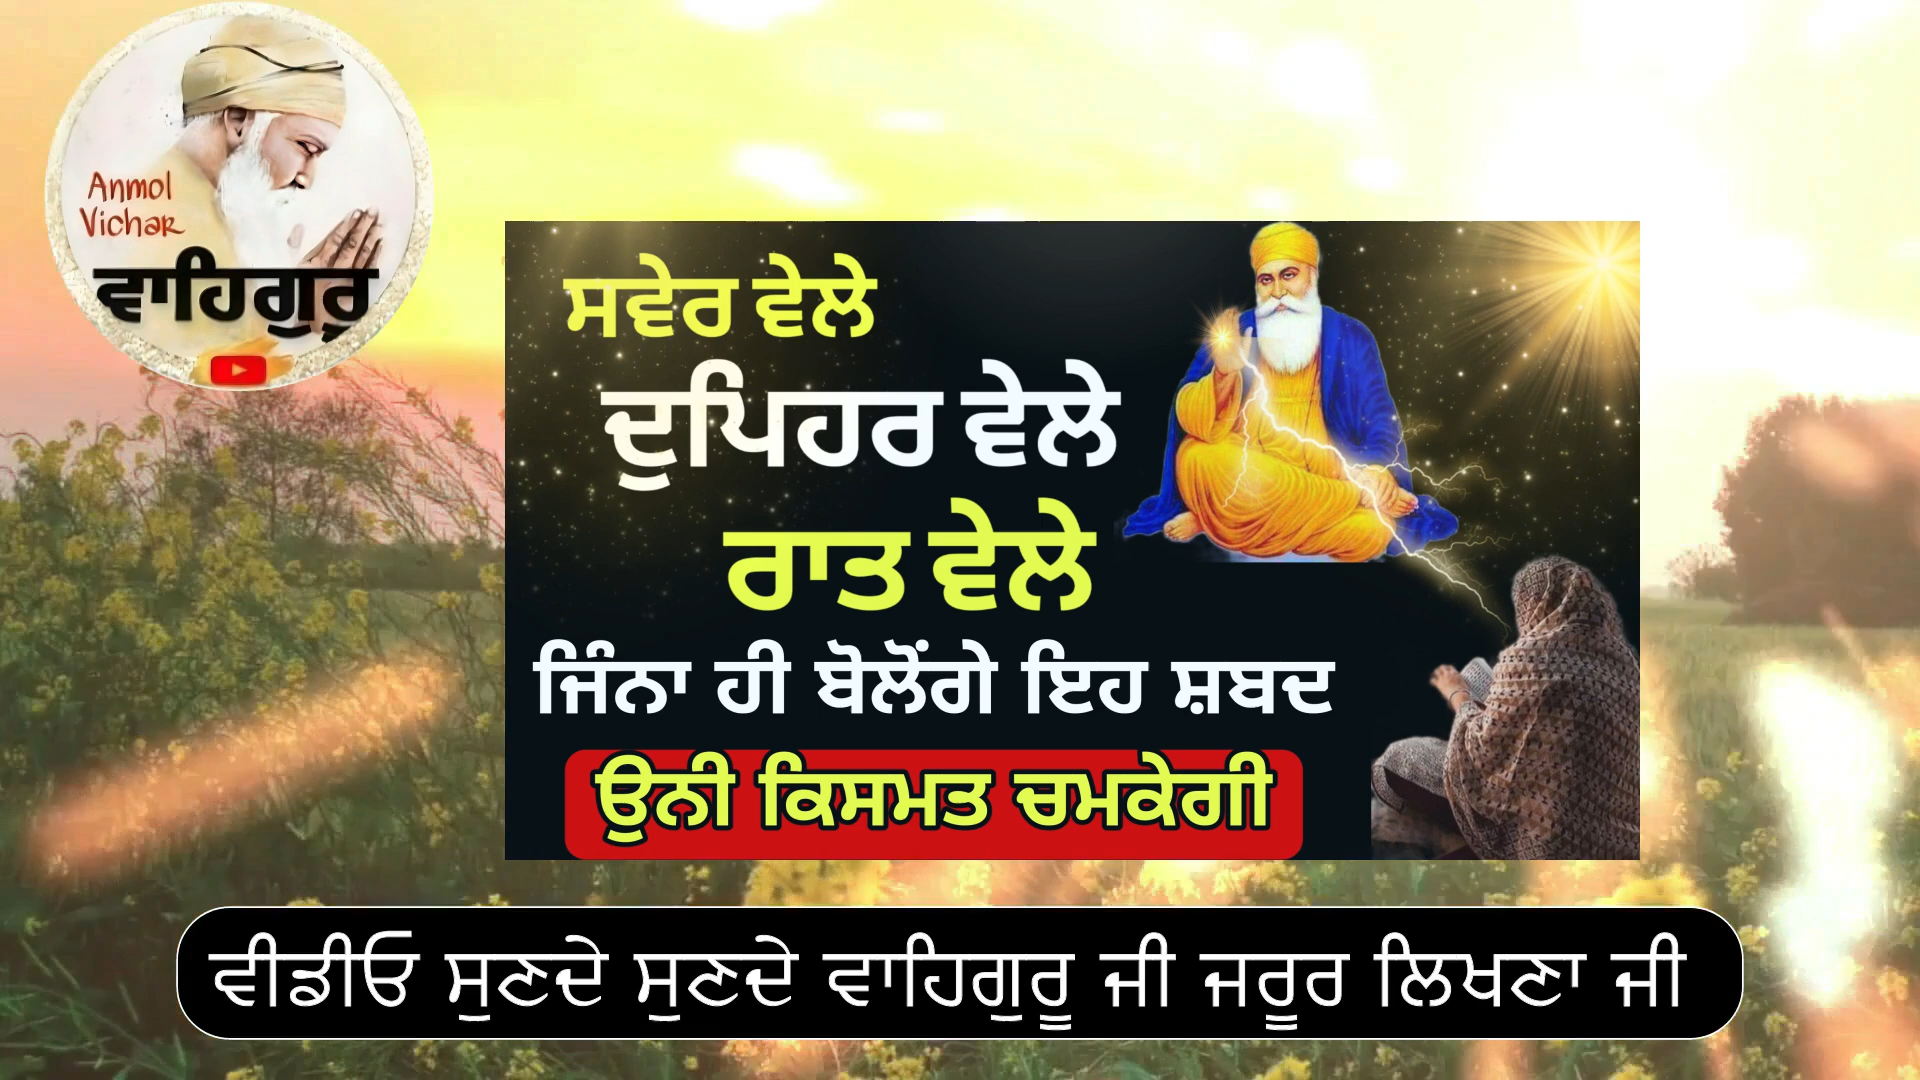 Anmol
Vichar
ਵਾਹਿਗੁਰੂ
ਸਵੇਰ ਵੇਲੇ
ਦੁਪਿਹਰ ਵੇਲੇ
ਰਾਤ ਵੇਲੇ
ਜਿੰਨਾ ਹੀ ਬੋਲੋਂਗੇ ਇਹ ਸ਼ਬਦ
ਉਨੀ ਕਿਸਮਤ ਚਮਕੇਗੀ
ਵੀਡੀਓ ਸੁਣਦੇ ਸੁਣਦੇ ਵਾਹਿਗੁਰੂ ਜੀ ਜਰੂਰ ਲਿਖਣਾ ਜੀ